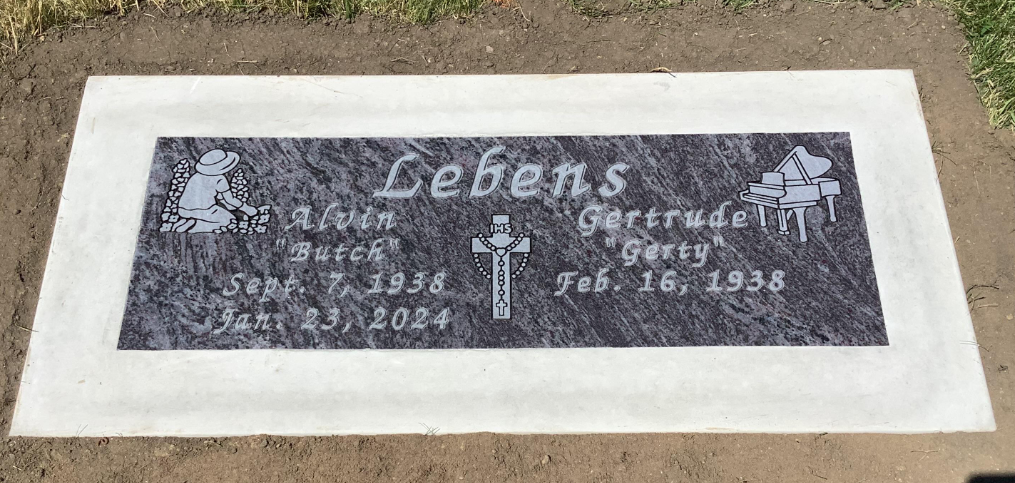 Lebens
Alvin
"Butch"
Sept. 7, 1938
Jan. 23, 2024
IHS
Gertrude
"Gerty"
Feb. 16, 1938